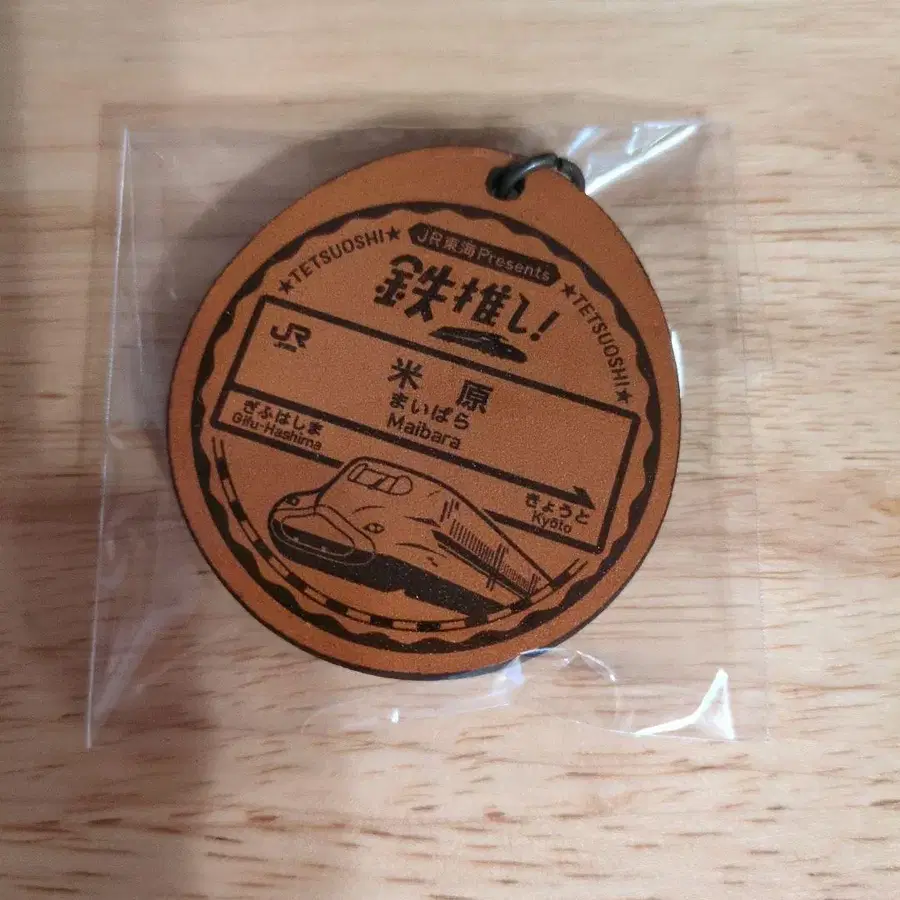 JR東海Presents
★TETSUOSHI★
鉄推し!
★TETSUOSHI★
JR
米原
まいばら
Maibara
ぎふはしま
Gifu-Hashima
きょうと
Kyōto